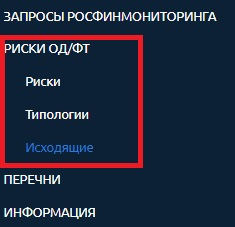 ЗАПРОСЫ РОСФИНМОНИТОРИНГА
РИСКИ ОД/ФТ
Риски
Типологии
Исходящие
ПЕРЕЧНИ
ИНФОРМАЦИЯ